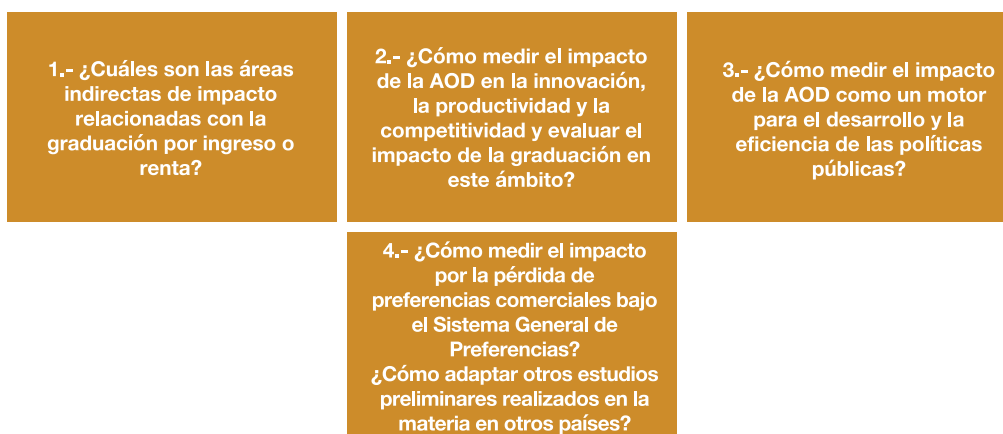 1.- ¿Cuáles son las áreas
indirectas de impacto
relacionadas con la
graduación por ingreso o
renta?
2.- ¿Cómo medir el impacto
de la AOD en la innovación,
la productividad y la
competitividad y evaluar el
impacto de la graduación en
este ámbito?
3.- ¿Cómo medir el impacto
de la AOD como un motor
para el desarrollo y la
eficiencia de las políticas
públicas?
4.- ¿Cómo medir el impacto
por la pérdida de
preferencias comerciales bajo
el Sistema General de
Preferencias?
¿Cómo adaptar otros estudios
preliminares realizados en la
materia en otros países?